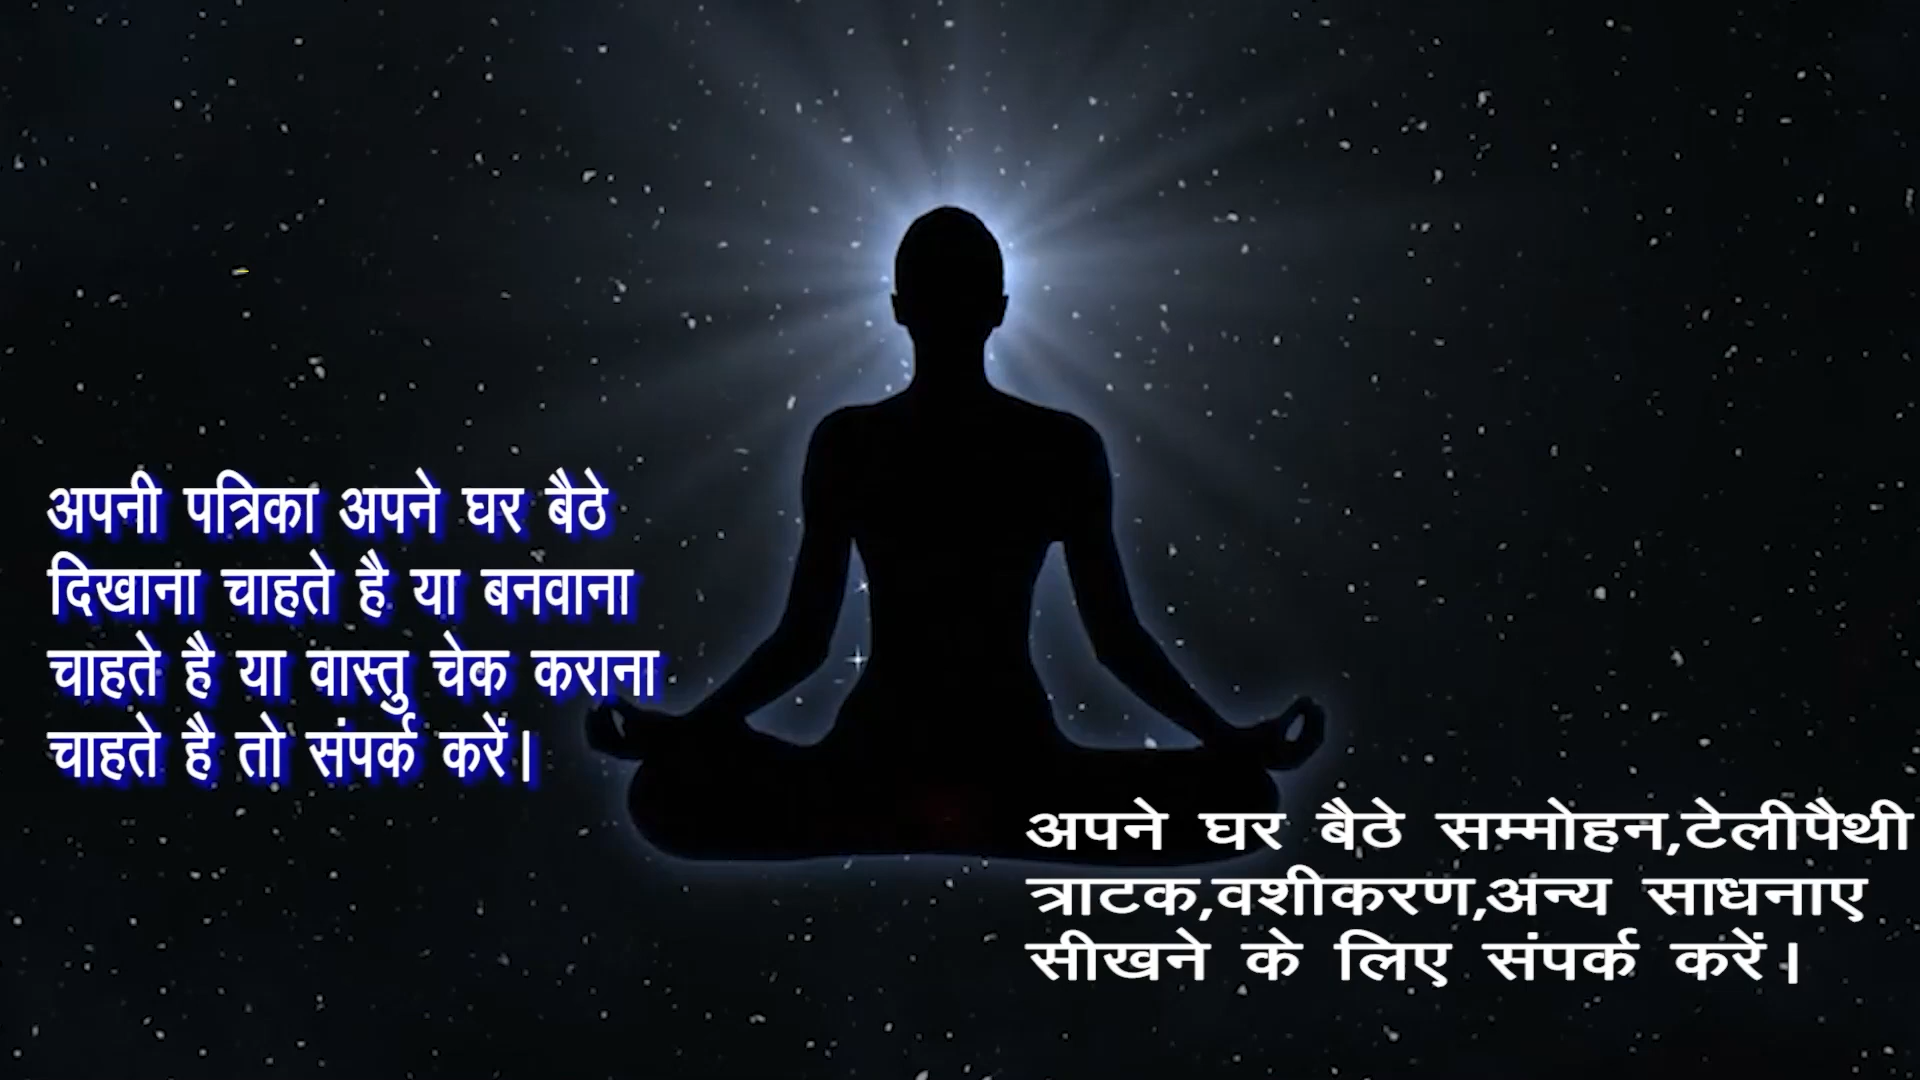 अपनी पत्रिका अपने घर बैठे
दिखाना चाहते है या बनवाना
चाहते है या वास्तु चेक कराना
चाहते है तो संपर्क करें।
अपने घर बैठे सम्मोहन,टेलीपैथी
त्राटक,वशीकरण,अन्य साधनाए
सीखने के लिए संपर्क करें।